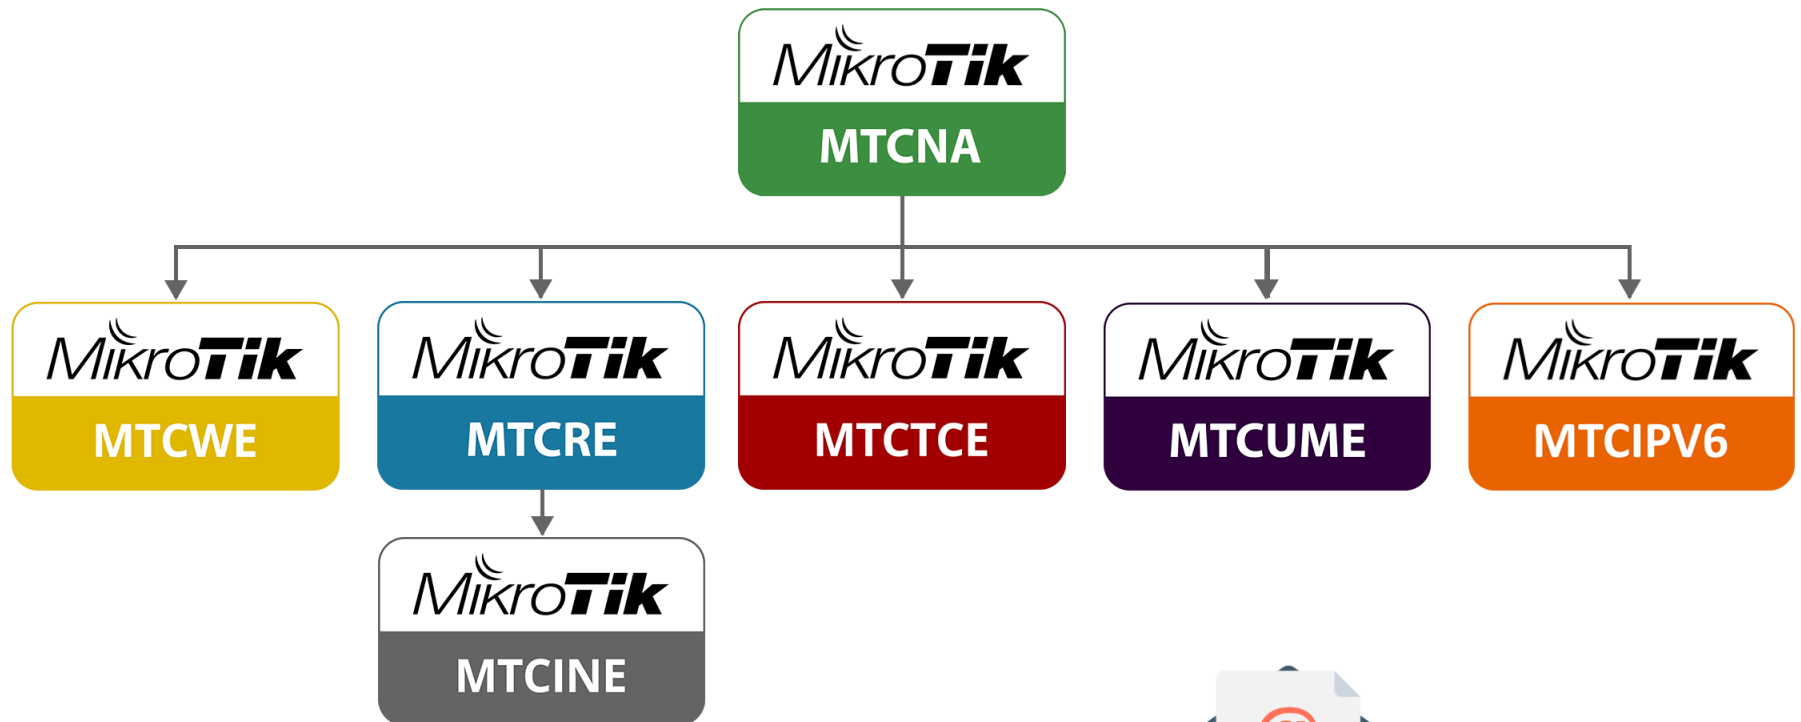 MikroTik
MTCNA
MikroTik
MTCWE
MikroTik
MTCRE
MikroTik
MTCTCE
MikroTik
MTCUME
MikroTik
MTCIPV6
MikroTik
MTCINE